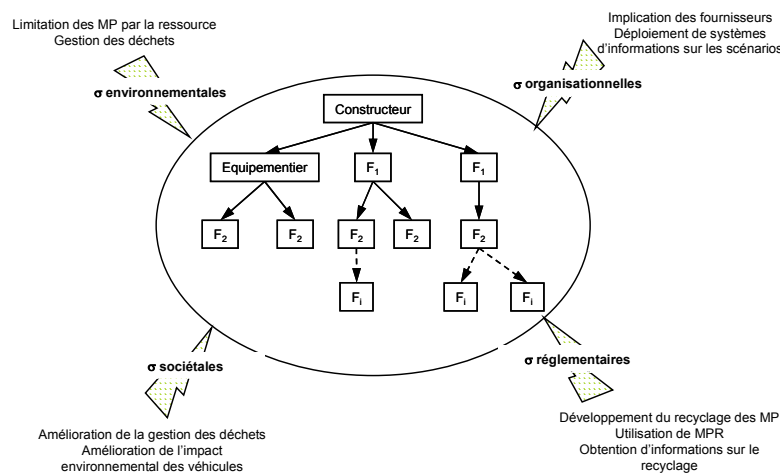 Limitation des MP par la ressource
Gestion des déchets
Implication des fournisseurs
Déploiement de systèmes
d'informations sur les scénarios
σ environnementales
σ organisationnelles
Constructeur
Equipementier
F1
F1
F2
F2
F2
F2
F2
Fi
Fi
Fi
σ sociétales
σ réglementaires
Amélioration de la gestion des déchets
Amélioration de l'impact
environnemental des véhicules
Développement du recyclage des MP
Utilisation de MPR
Obtention d'informations sur le
recyclage